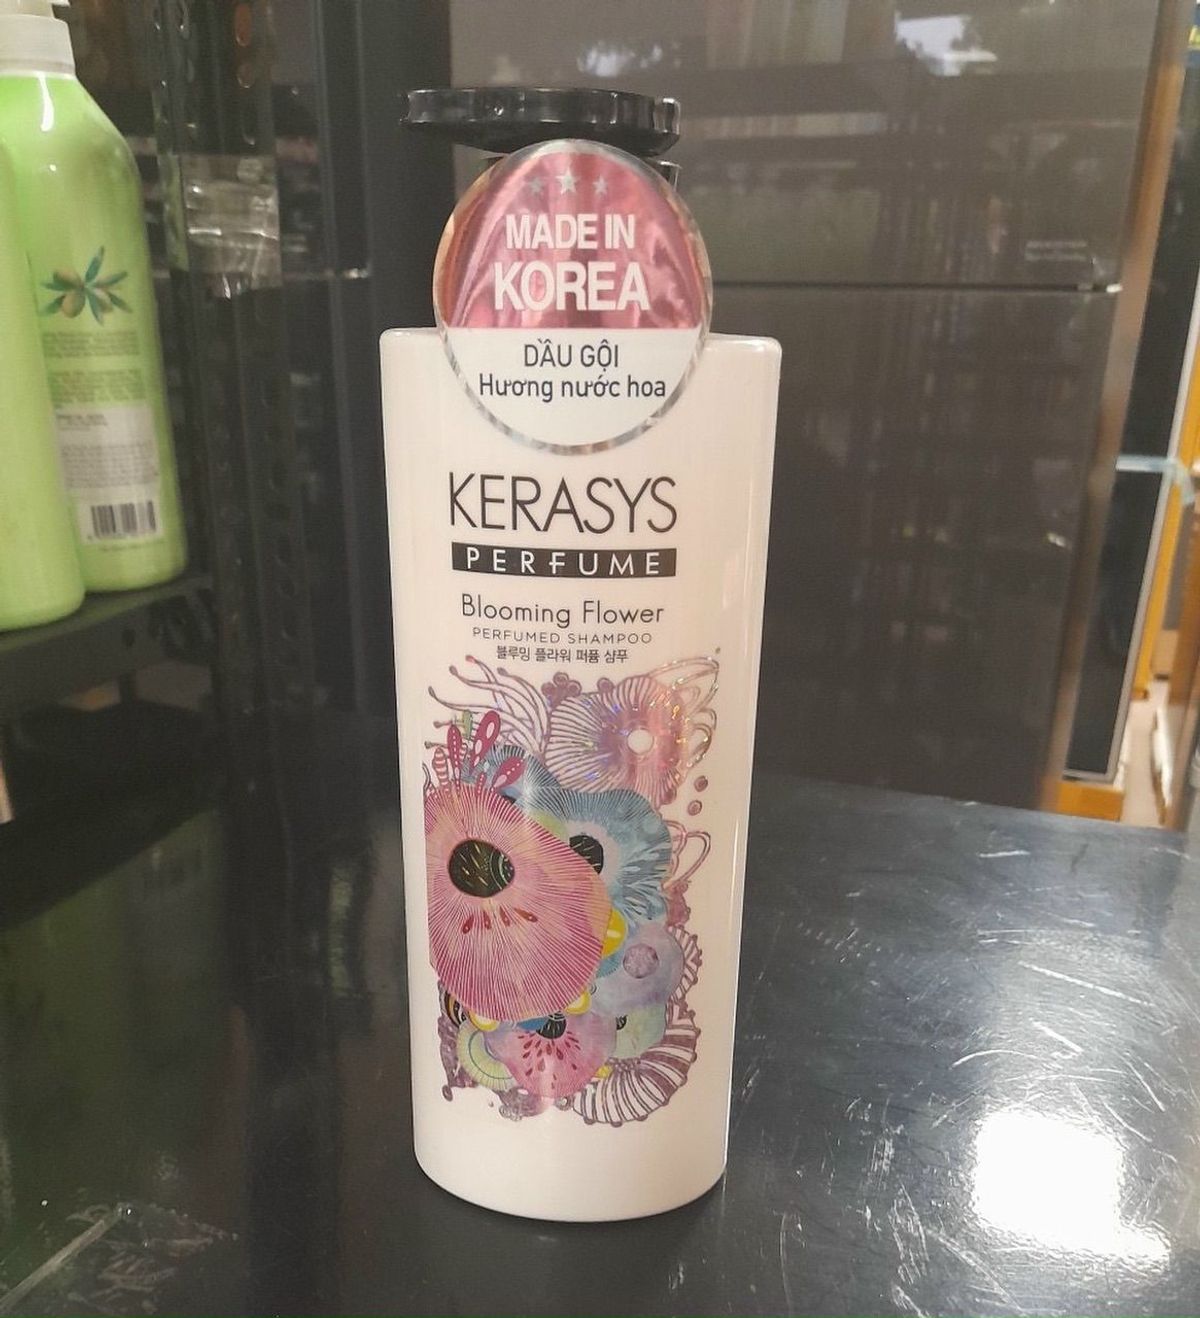 MADE IN
KOREA
DẦU GỘI
Hương nước hoa
KERASYS
PERFUME
Blooming Flower
PERFUMED SHAMPOO
블루밍 플라워 퍼퓸 샴푸